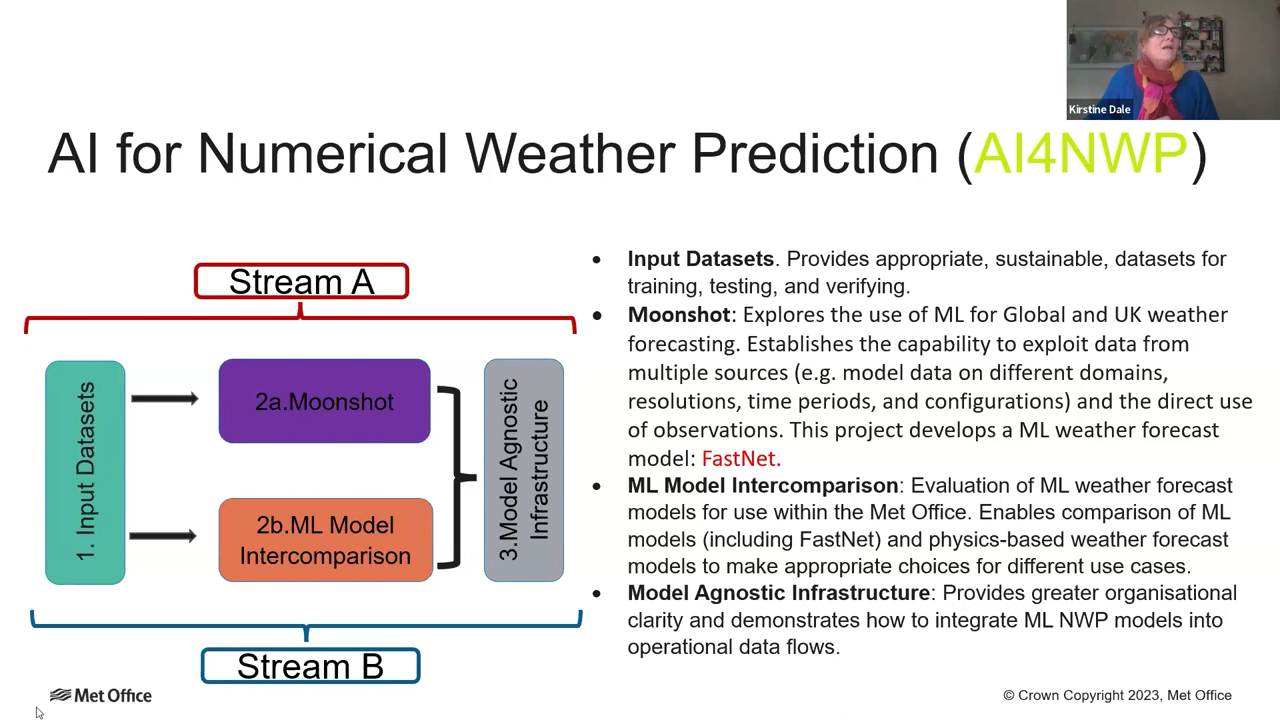 Kirstine Dale
AI for Numerical Weather Prediction (AI4NWP)
Stream A
1. Input Datasets
2a.Moonshot
2b.ML Model
Intercomparison
3.Model Agnostic
Infrastructure
Stream B
• Input Datasets. Provides appropriate, sustainable, datasets for
training, testing, and verifying.
• Moonshot: Explores the use of ML for Global and UK weather
forecasting. Establishes the capability to exploit data from
multiple sources (e.g. model data on different domains,
resolutions, time periods, and configurations) and the direct use
of observations. This project develops a ML weather forecast
model: FastNet.
• ML Model Intercomparison: Evaluation of ML weather forecast
models for use within the Met Office. Enables comparison of ML
models (including FastNet) and physics-based weather forecast
models to make appropriate choices for different use cases.
• Model Agnostic Infrastructure: Provides greater organisational
clarity and demonstrates how to integrate ML NWP models into
operational data flows.
Met Office
© Crown Copyright 2023, Met Office